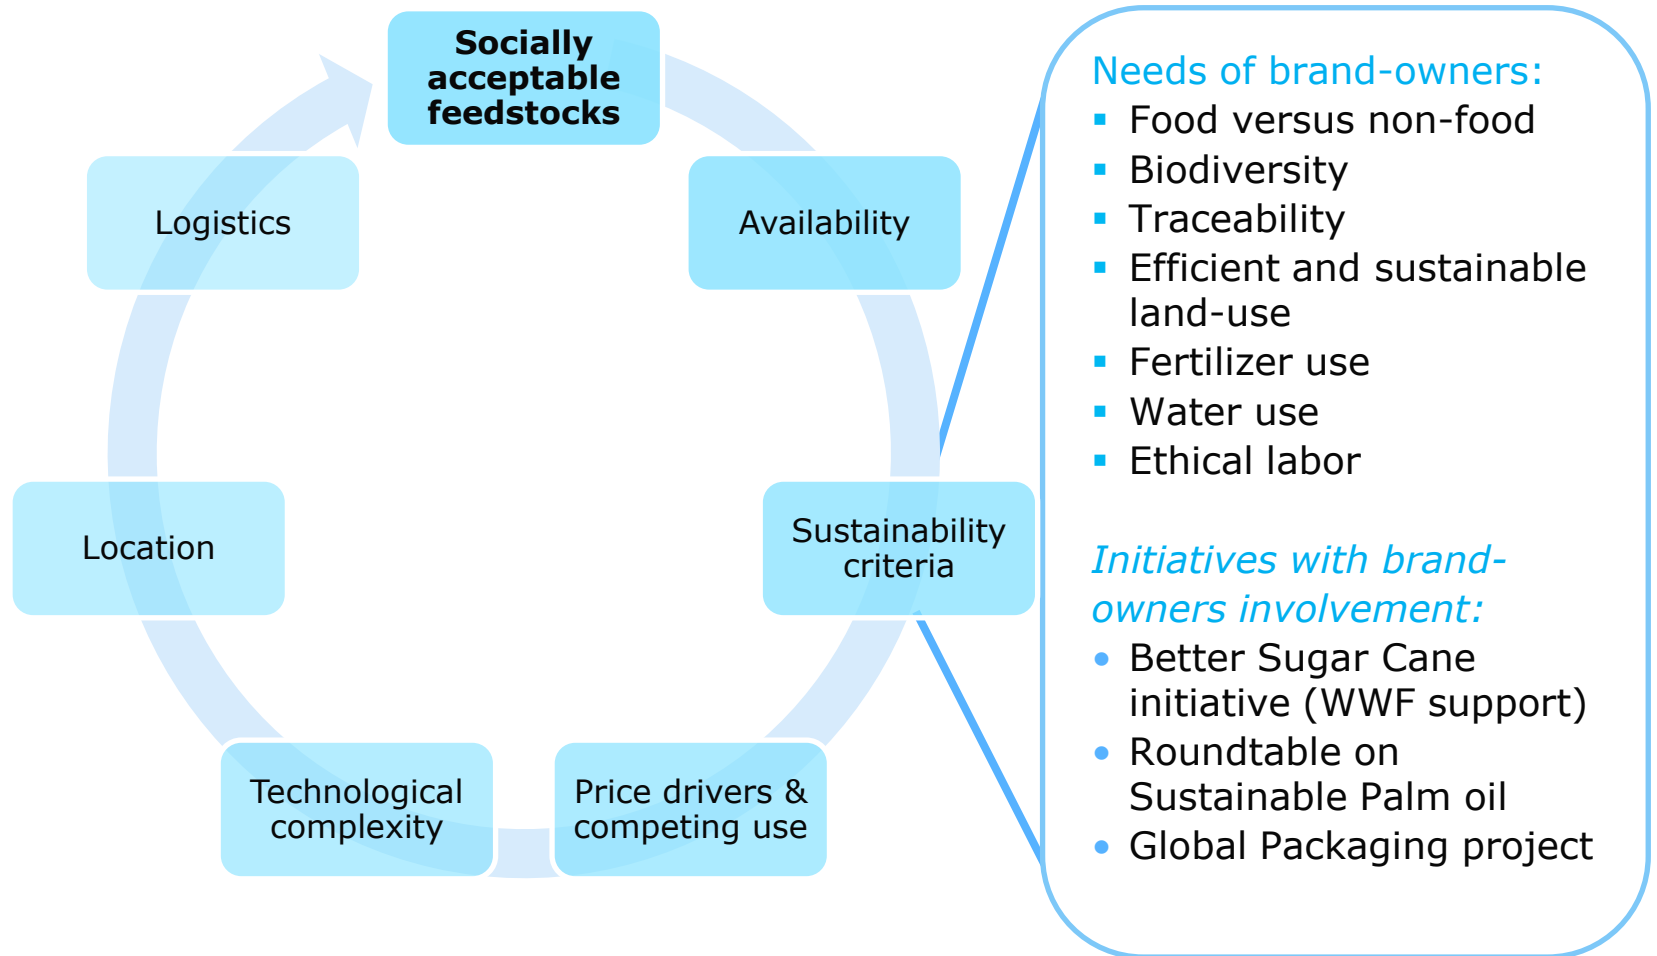 Socially
acceptable
feedstocks
Availability
Sustainability
criteria
Price drivers &
competing use
Technological
complexity
Location
Logistics
Needs of brand-owners:
Food versus non-food
Biodiversity
Traceability
Efficient and sustainable
land-use
Fertilizer use
Water use
Ethical labor
Initiatives with brand-
owners involvement:
Better Sugar Cane
initiative (WWF support)
Roundtable on
Sustainable Palm oil
Global Packaging project